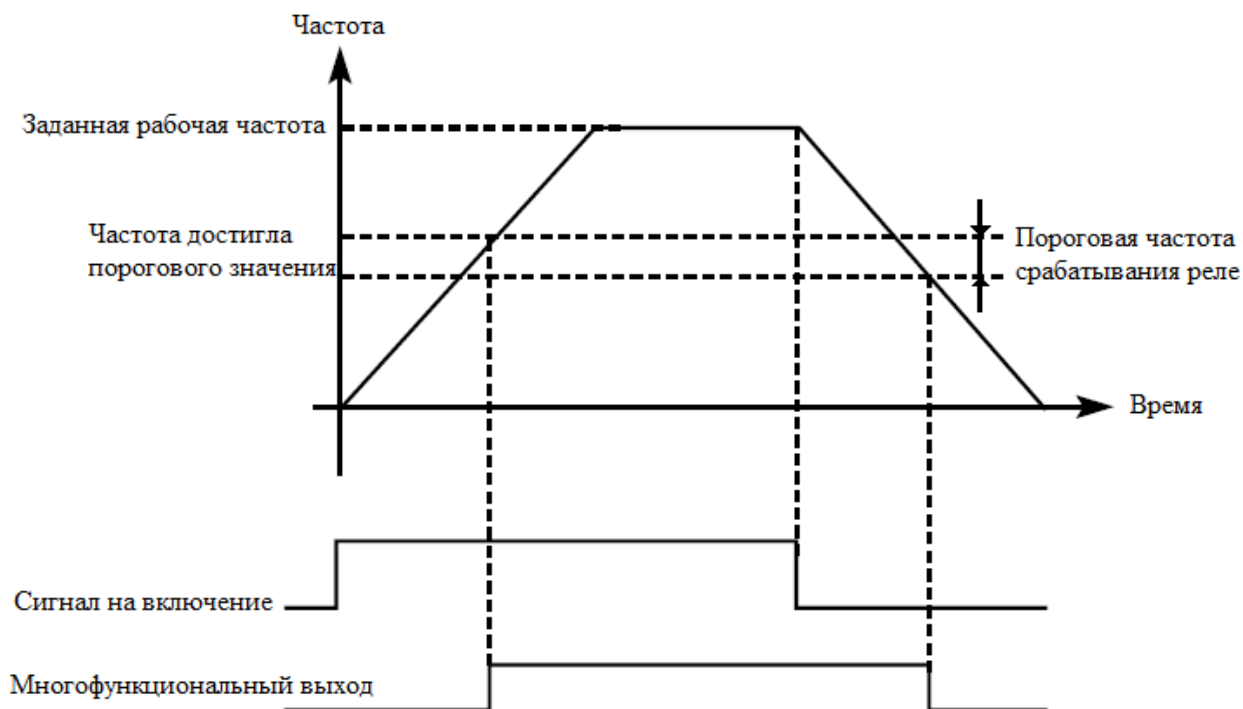 Частота
Заданная рабочая частота
Частота достигла
порогового значения
Пороговая частота
срабатывания реле
Время
Сигнал на включение
Многофункциональный выход